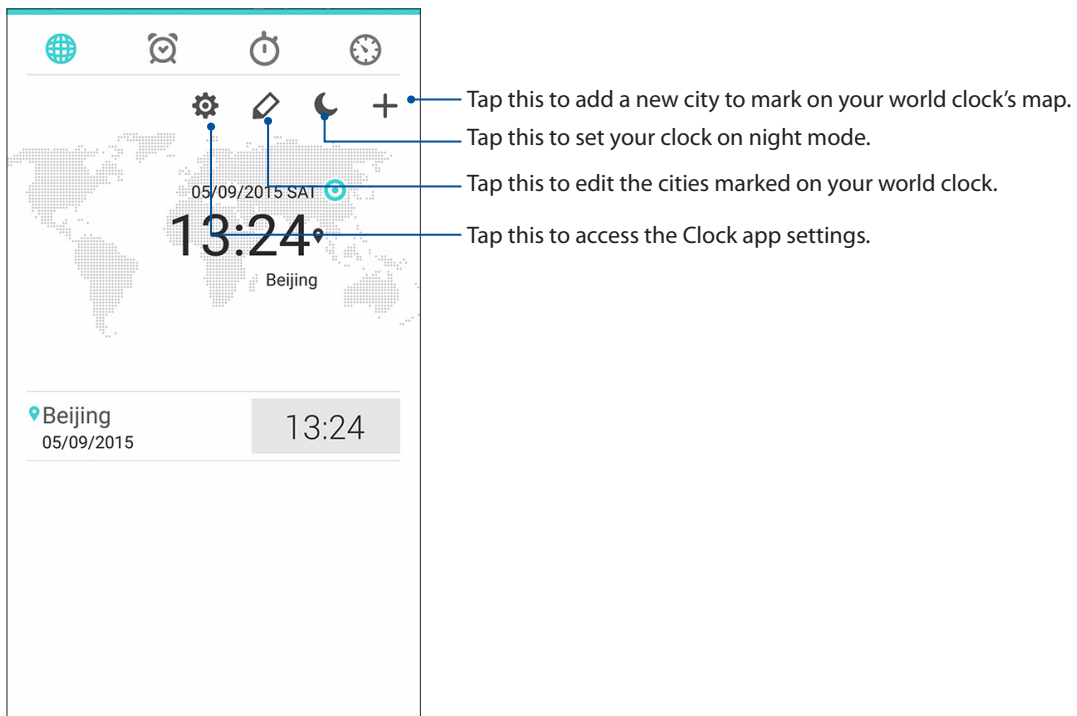 Tap this to add a new city to mark on your world clock’s map.
Tap this to set your clock on night mode.
Tap this to edit the cities marked on your world clock.
05/09/2015 SAT
13:24
Tap this to access the Clock app settings.
Beijing
Beijing
13:24
05/09/2015